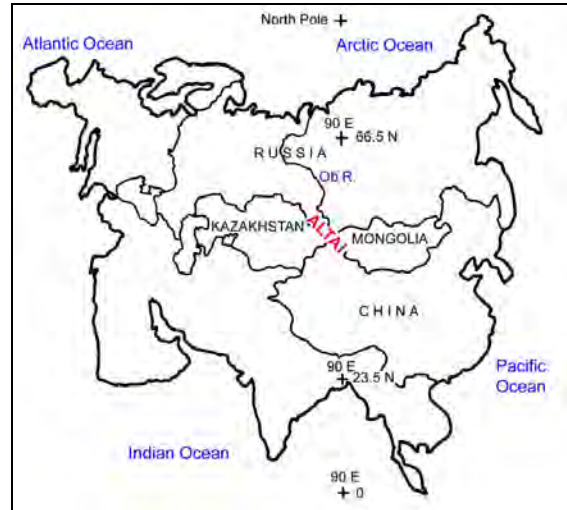 North Pole
Atlantic Ocean
Arctic Ocean
90 E
66.5 N
RUSSIA
Ob R.
KAZAKHSTAN
ALTAI
MONGOLIA
CHINA
90 E
23.5 N
Pacific
Ocean
Indian Ocean
90 E
0